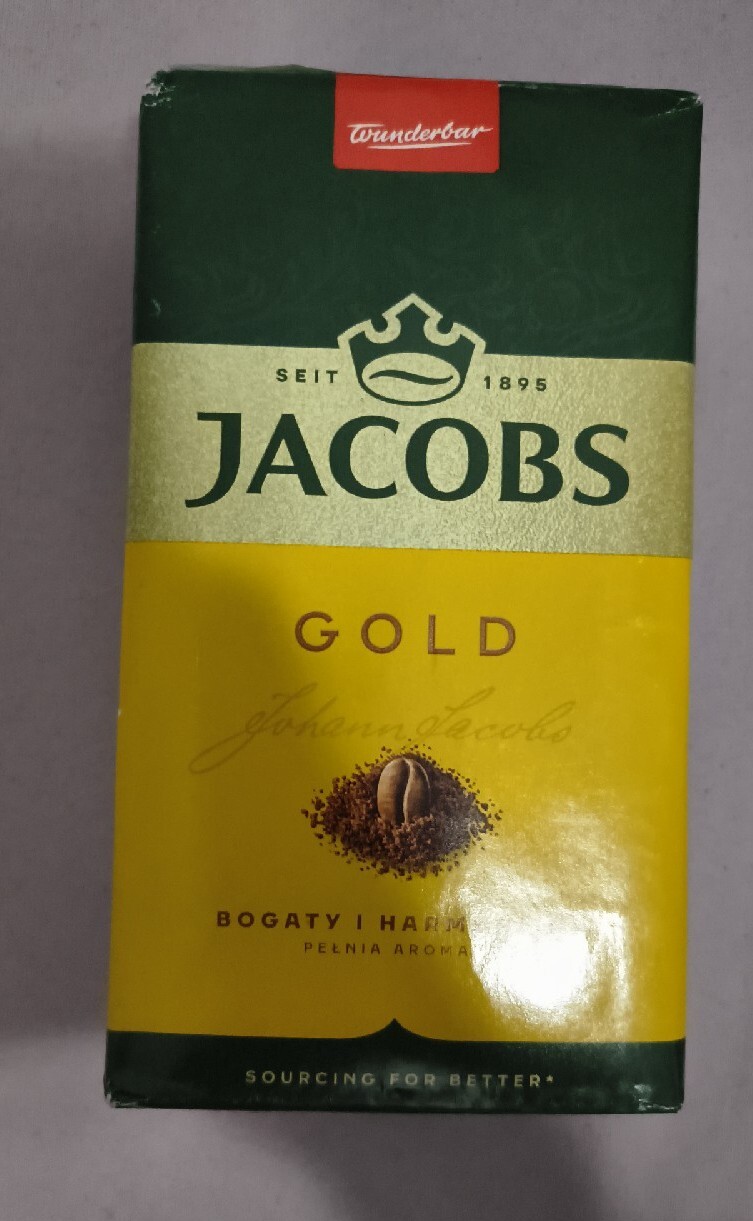 Wunderbar
SEIT 1895
JACOBS
GOLD
Johann Jacobs
BOGATY I
PEŁNIA
SOURCING FOR BETTER*